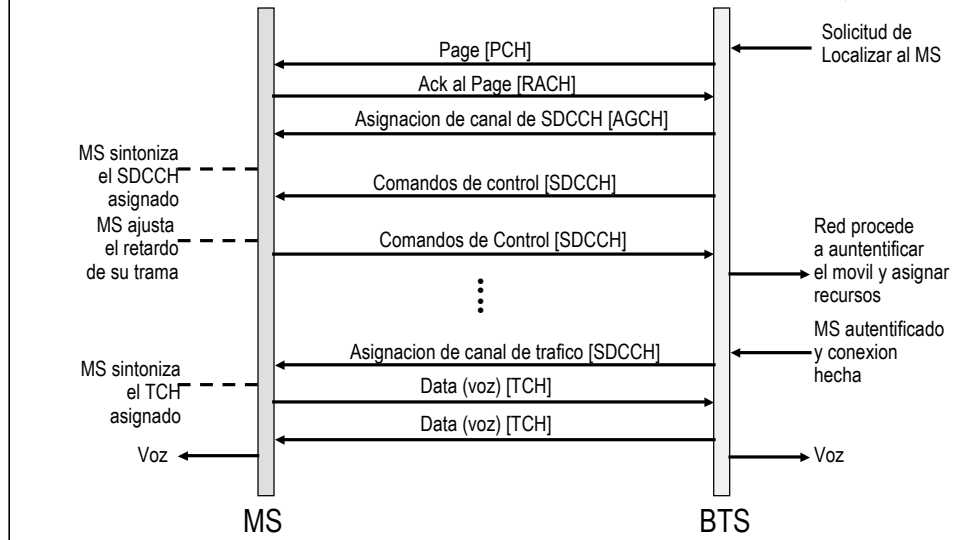 Solicitud de
Localizar al MS
Page [PCH]
Ack al Page [RACH]
Asignacion de canal de SDCCH [AGCH]
MS sintoniza
el SDCCH
asignado
Comandos de control [SDCCH]
MS ajusta
el retardo
de su trama
Comandos de Control [SDCCH]
Red procede
a auntentificar
el movil y asignar
recursos
MS autentificado
y conexion
hecha
Asignacion de canal de trafico [SDCCH]
MS sintoniza
el TCH
asignado
Data (voz) [TCH]
Data (voz) [TCH]
Voz
Voz
MS
BTS